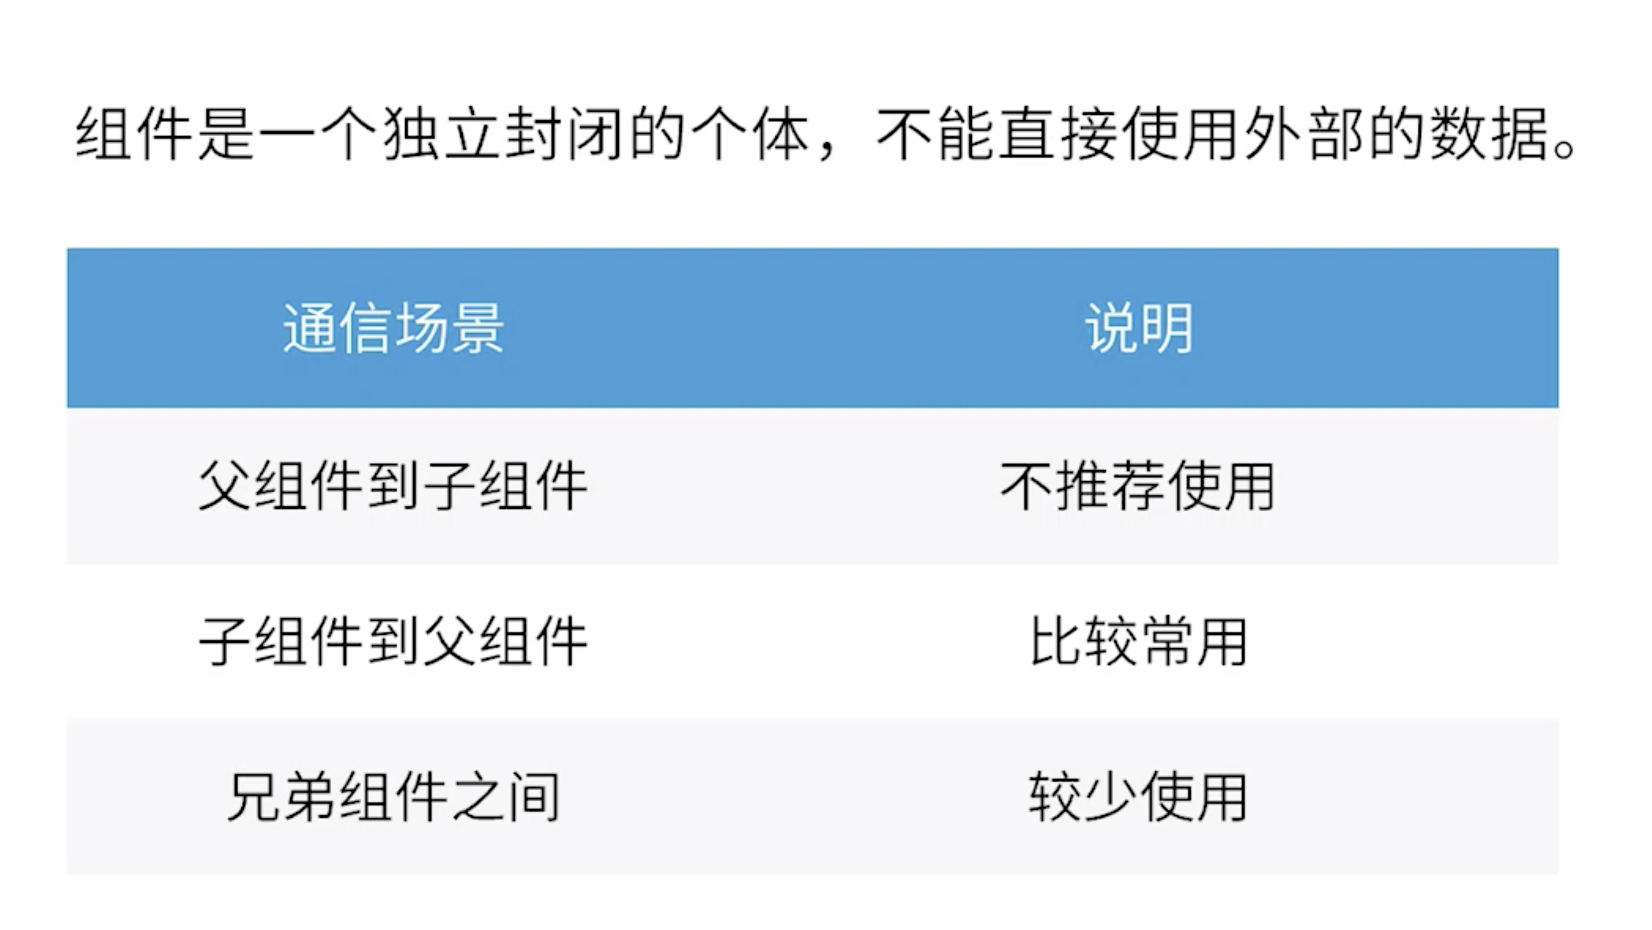 组件是一个独立封闭的个体，不能直接使用外部的数据。
通信场景 说明
父组件到子组件 不推荐使用
子组件到父组件 比较常用
兄弟组件之间 较少使用